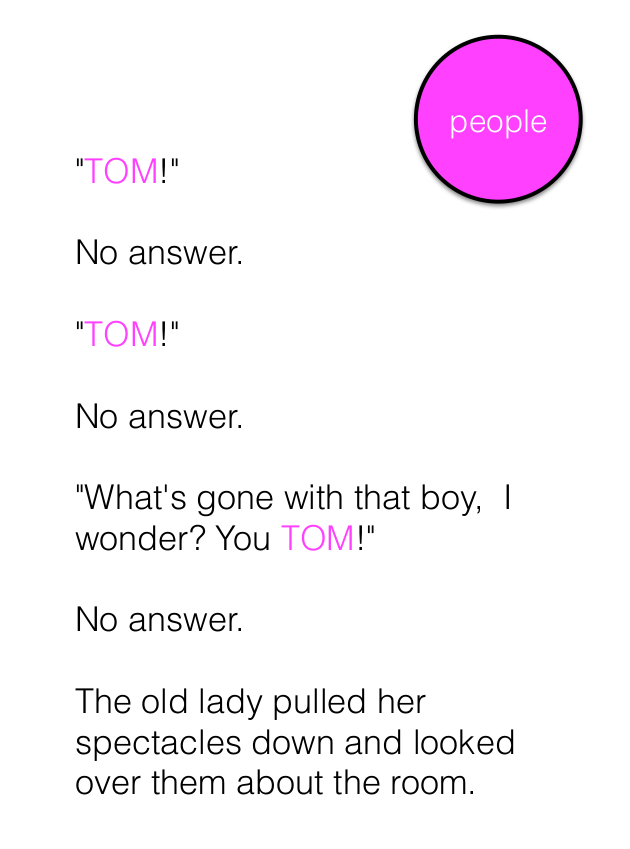 people
"TOM!"
No answer.
"TOM!"
No answer.
"What's gone with that boy,  I
wonder? You TOM!"
No answer.
The old lady pulled her
spectacles down and looked
over them about the room.